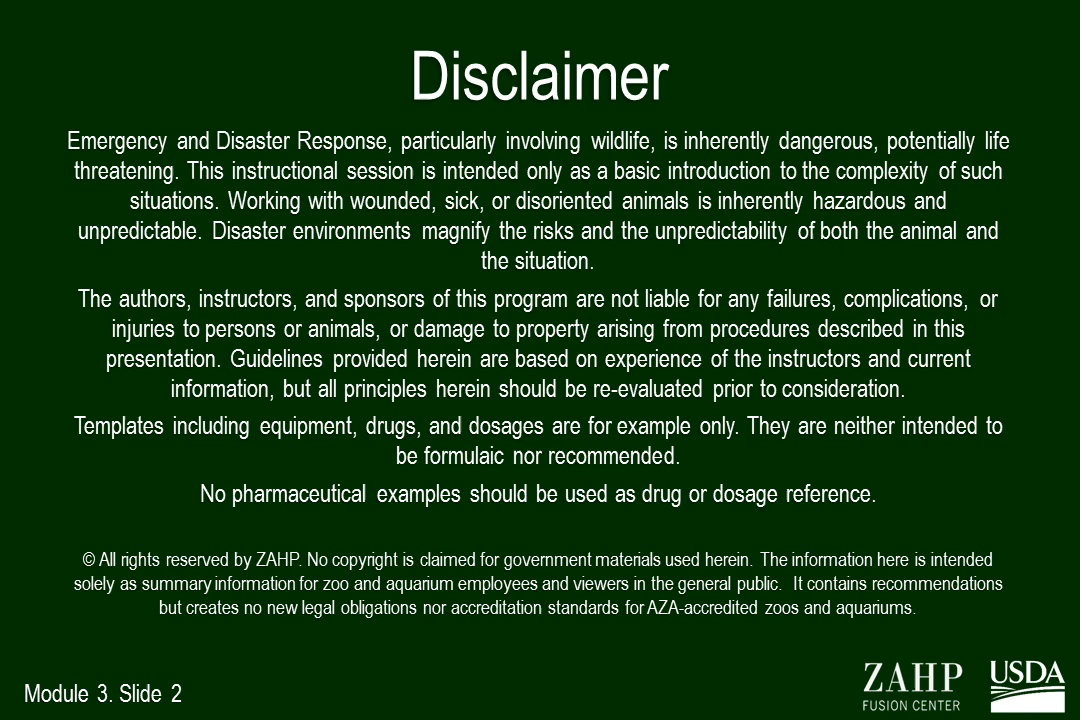 Disclaimer
Emergency and Disaster Response, particularly involving wildlife, is inherently dangerous, potentially life
threatening. This instructional session is intended only as a basic introduction to the complexity of such
situations. Working with wounded, sick, or disoriented animals is inherently hazardous and
unpredictable. Disaster environments magnify the risks and the unpredictability of both the animal and
the situation.
The authors, instructors, and sponsors of this program are not liable for any failures, complications, or
injuries to persons or animals, or damage to property arising from procedures described in this
presentation. Guidelines provided herein are based on experience of the instructors and current
information, but all principles herein should be re-evaluated prior to consideration.
Templates including equipment, drugs, and dosages are for example only. They are neither intended to
be formulaic nor recommended.
No pharmaceutical examples should be used as drug or dosage reference.
© All rights reserved by ZAHP. No copyright is claimed for government materials used herein. The information here is intended
solely as summary information for zoo and aquarium employees and viewers in the general public. It contains recommendations
but creates no new legal obligations nor accreditation standards for AZA-accredited zoos and aquariums.
Module 3. Slide 2
ZAHP
FUSION CENTER
USDA